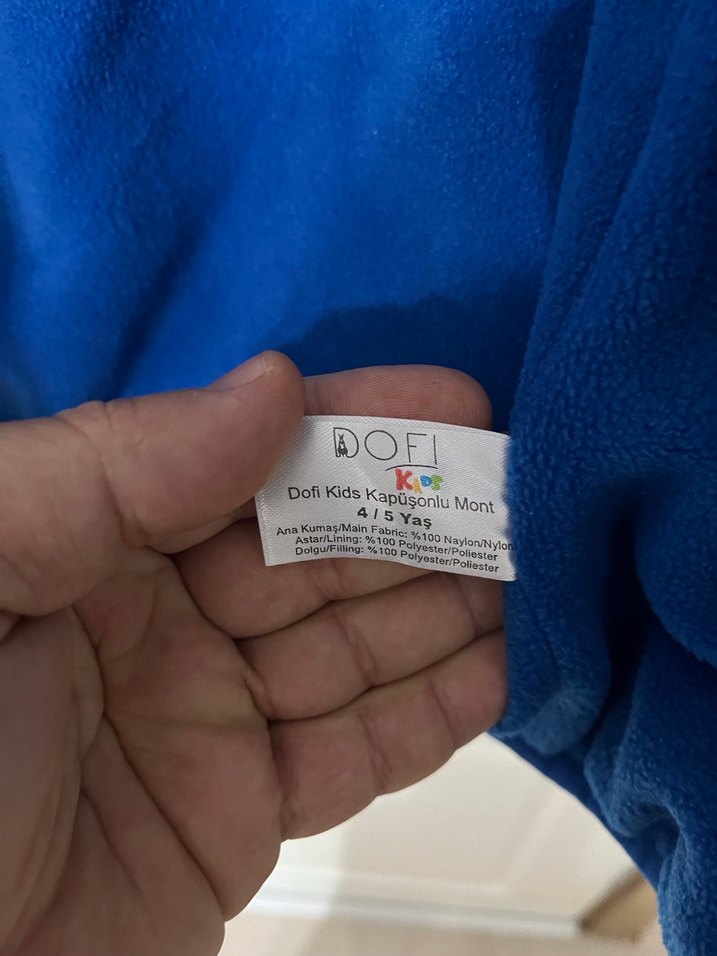 DOFI
KIDS
Dofi Kids Kapüşonlu Mont
4 / 5 Yaş
Ana Kumaş/Main Fabric: %100 Naylon/Nylon
Astar/Lining: %100 Polyester/Poliester
Dolgu/Filling: %100 Polyester/Poliester